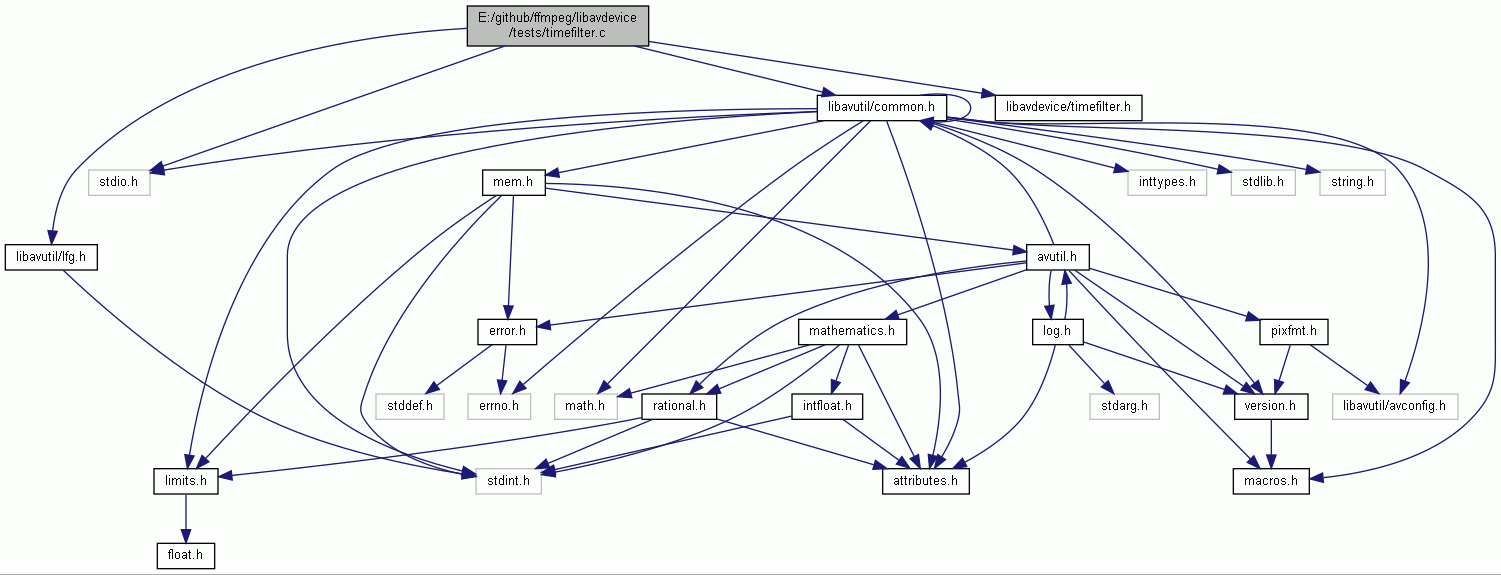 E:/github/ffmpeg/libavdevice
/tests/timefilter.c
libavutil/common.h
libavdevice/timefilter.h
stdio.h
mem.h
inttypes.h
stdlib.h
string.h
libavutil/lfg.h
avutil.h
error.h
mathematics.h
log.h
pixfmt.h
stddef.h
errno.h
math.h
rational.h
intfloat.h
stdarg.h
version.h
libavutil/avconfig.h
limits.h
stdint.h
attributes.h
macros.h
float.h